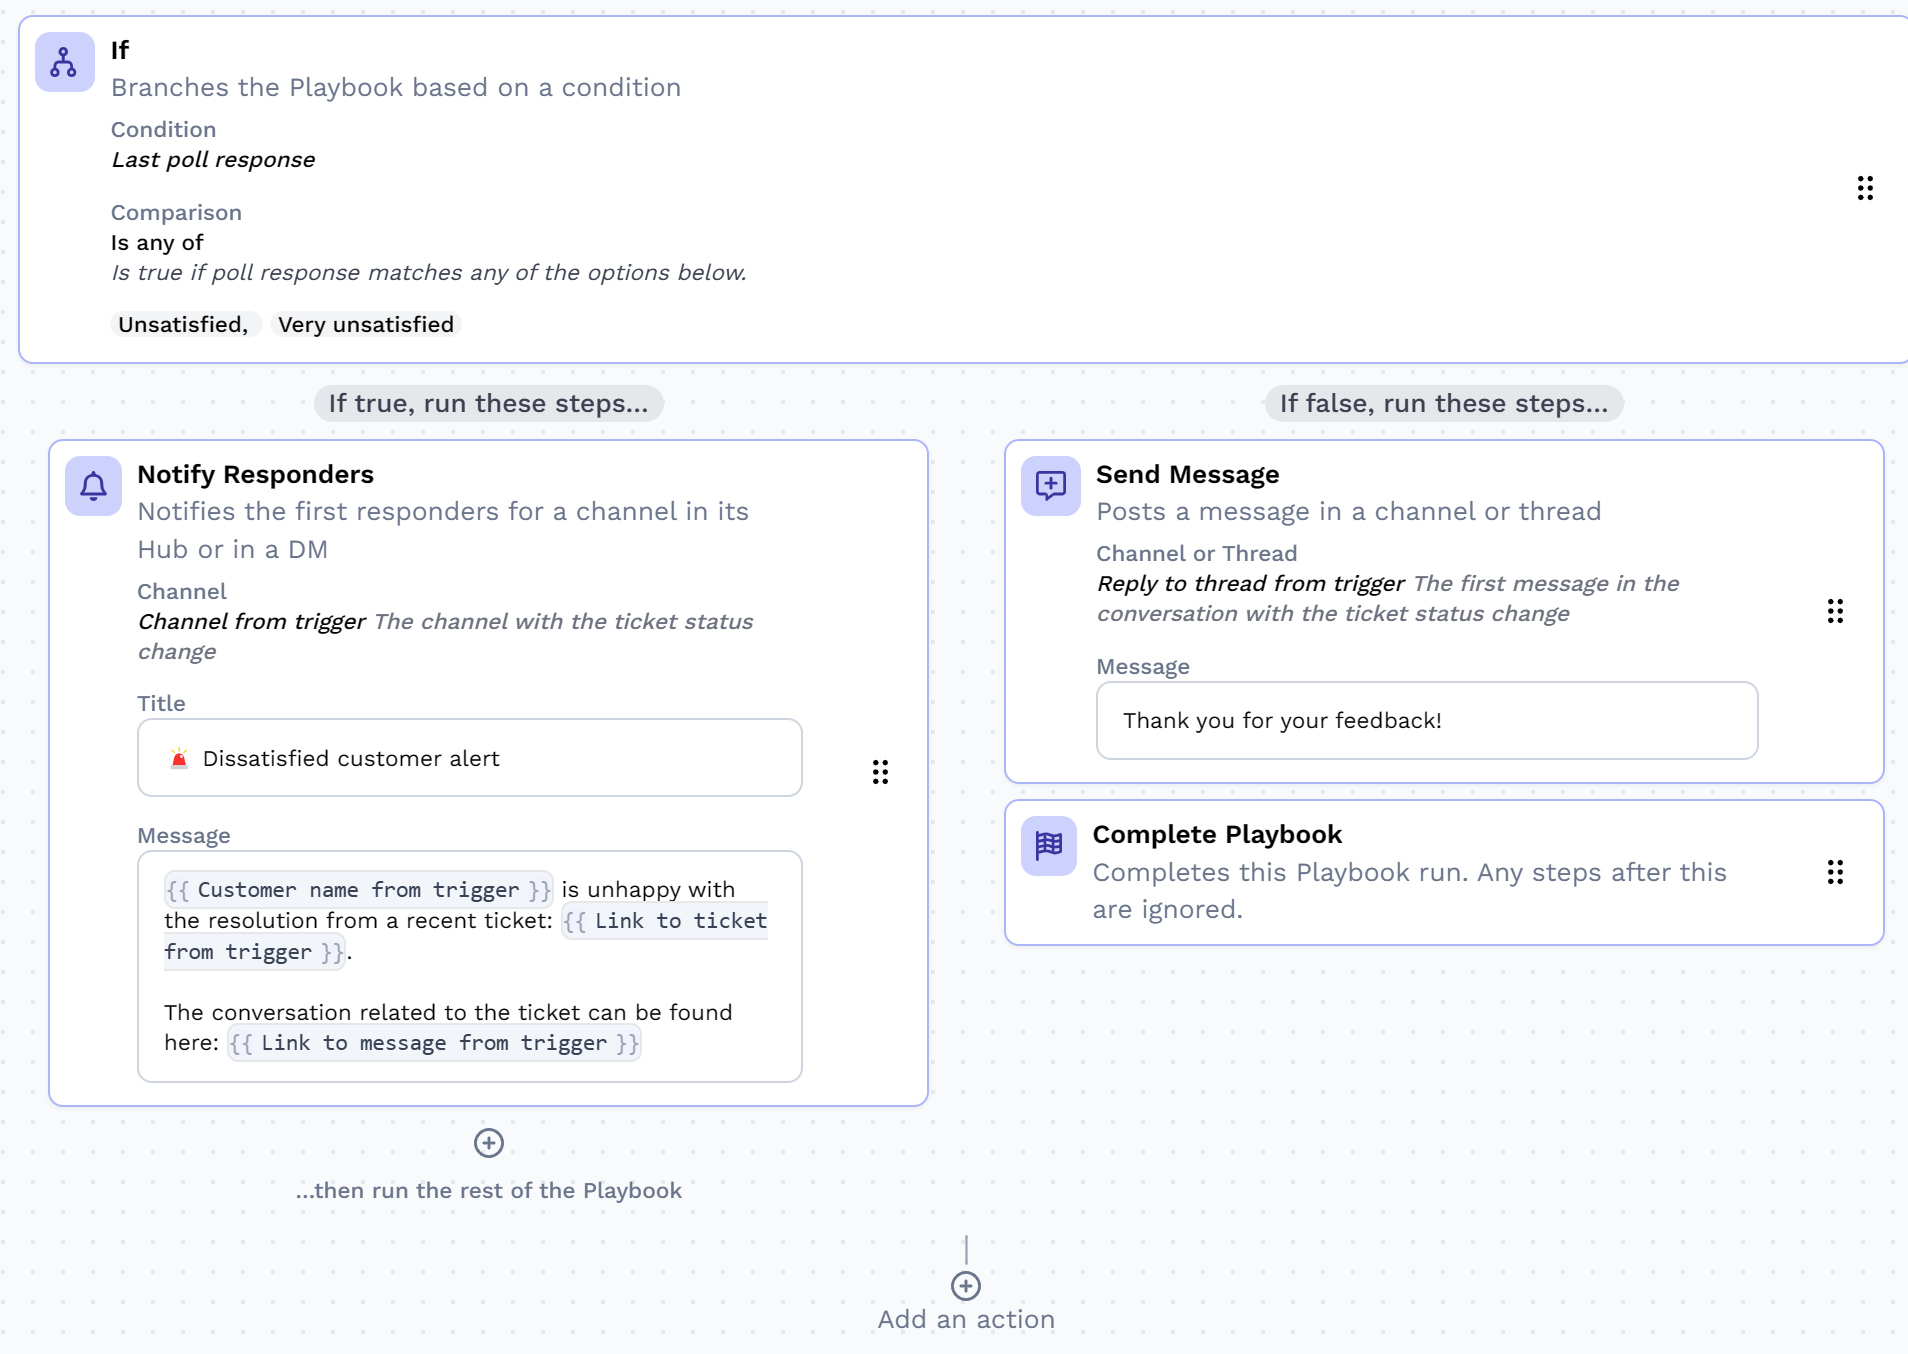 If
Branches the Playbook based on a condition
Condition
Last poll response
Comparison
Is any of
Is true if poll response matches any of the options below.
Unsatisfied, Very unsatisfied
If true, run these steps...
Notify Responders
Notifies the first responders for a channel in its
Hub or in a DM
Channel
Channel from trigger The channel with the ticket status
change
Title
🚨 Dissatisfied customer alert
Message
{{ Customer name from trigger }} is unhappy with
the resolution from a recent ticket: {{ Link to ticket
from trigger }}.
The conversation related to the ticket can be found
here: {{ Link to message from trigger }}
...then run the rest of the Playbook
If false, run these steps...
Send Message
Posts a message in a channel or thread
Channel or Thread
Reply to thread from trigger The first message in the
conversation with the ticket status change
Message
Thank you for your feedback!
Complete Playbook
Completes this Playbook run. Any steps after this
are ignored.
Add an action